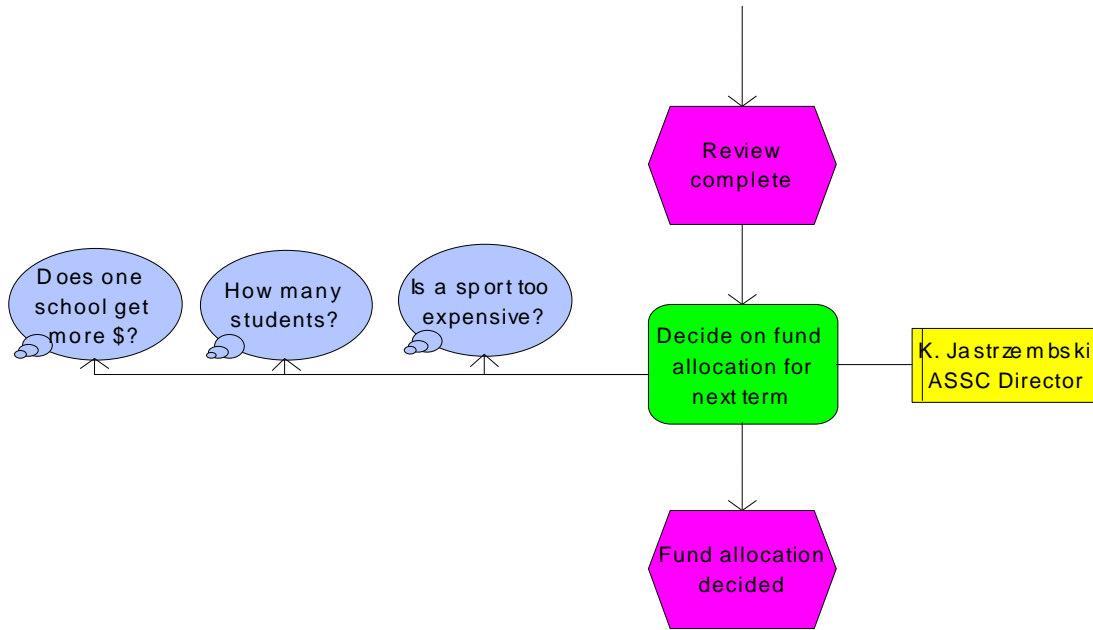 Review
complete
Does one
school get
more $?
How many
students?
Is a sport too
expensive?
Decide on fund
allocation for
next term
K. Jastrzembski
ASSC Director
Fund allocation
decided